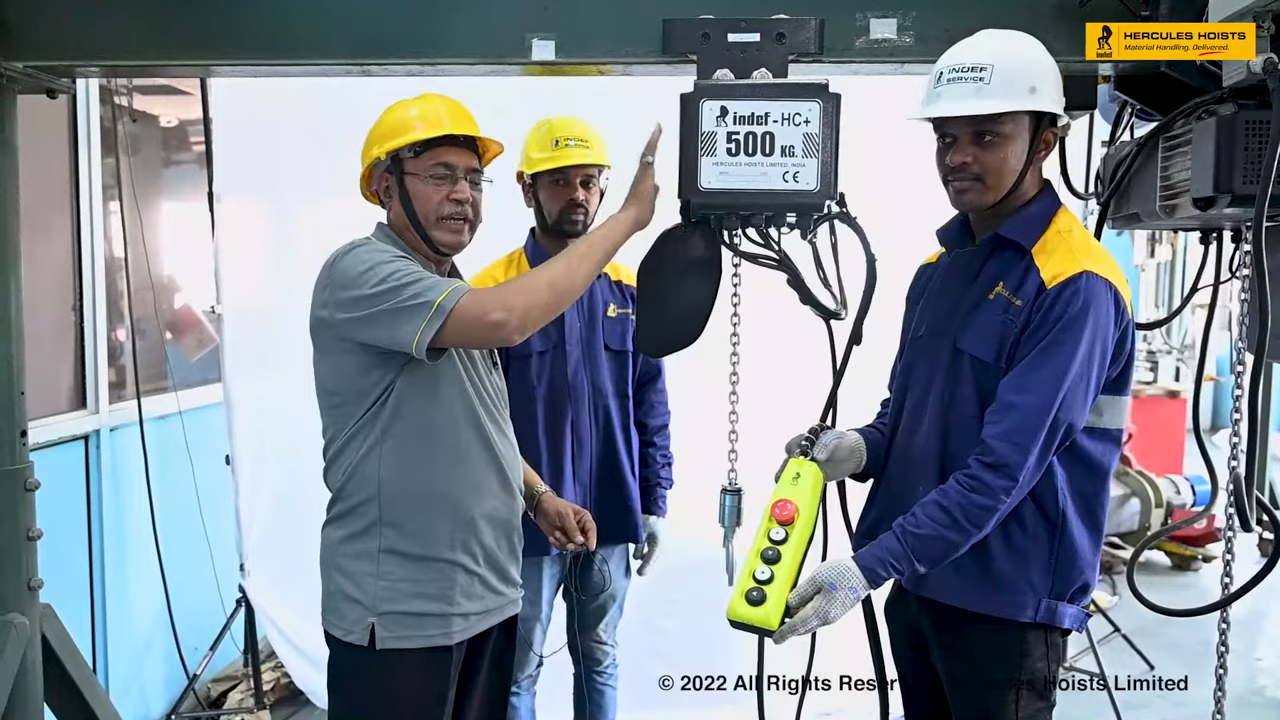 HERCULES HOISTS
Material Handling. Delivered.
indef
INDEF
SERVICE
INDEF
indef-HC+
500 KG.
HERCULES HOISTS LIMITED, INDIA
CE
© 2022 All Rights Reser
Hoists Limited